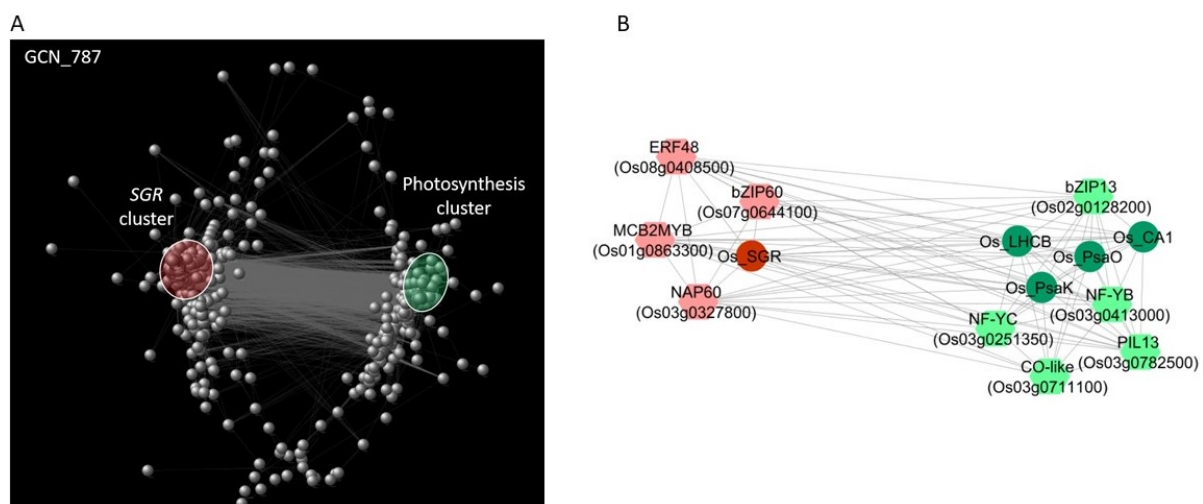 A
GCN_787
SGR
cluster
Photosynthesis
cluster
B
ERF48
(Os08g0408500)
bZIP60
(Os07g0644100)
MCB2MYB
(Os01g0863300)
Os_SGR
NAP60
(Os03g0327800)
bZIP13
(Os02g0128200)
Os_LHCB
Os_CA1
Os_PsaO
Os_PsaK
NF-YB
(Os03g0413000)
NF-YC
(Os03g0251350)
PIL13
(Os03g0782500)
CO-like
(Os03g0711100)